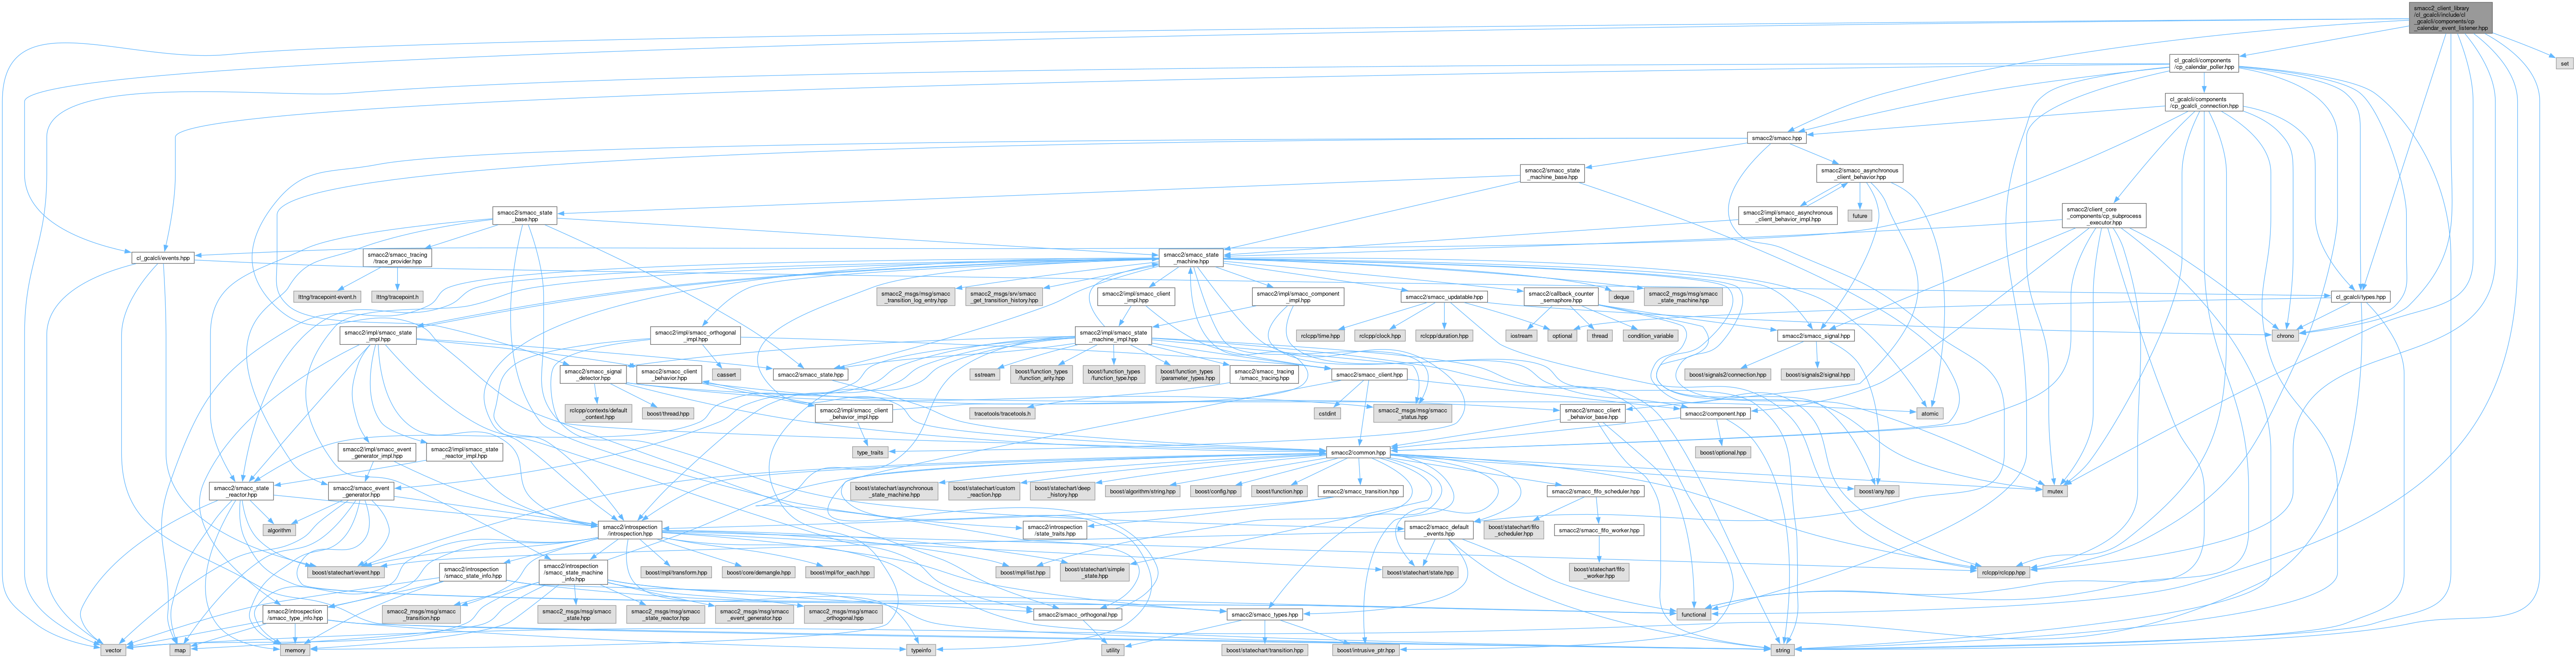 smacc2_client_library
/cl_gcalcli/include/cl
_gcalcli/components/cp
_calendar_event_listener.hpp
cl_gcalcli/components
/cp_calendar_poller.hpp
set
cl_gcalcli/components
/cp_gcalcli_connection.hpp
smacc2/smacc.hpp
smacc2/smacc_state
_machine_base.hpp
smacc2/smacc_asynchronous
_client_behavior.hpp
smacc2/smacc_state
_base.hpp
smacc2/impl/smacc_asynchronous
_client_behavior_impl.hpp
future
smacc2/client_core
_components/cp_subprocess
_executor.hpp
cl_gcalcli/events.hpp
smacc2/smacc_tracing
/trace_provider.hpp
smacc2/smacc_state
_machine.hpp
lttng/tracepoint-event.h
lttng/tracepoint.h
smacc2_msgs/msg/smacc
_transition_log_entry.hpp
smacc2_msgs/srv/smacc
_get_transition_history.hpp
smacc2/impl/smacc_client
_impl.hpp
smacc2/impl/smacc_component
_impl.hpp
smacc2/smacc_updatable.hpp
smacc2/callback_counter
_semaphore.hpp
deque
smacc2_msgs/msg/smacc
_state_machine.hpp
cl_gcalcli/types.hpp
smacc2/impl/smacc_state
_impl.hpp
smacc2/impl/smacc_orthogonal
_impl.hpp
smacc2/impl/smacc_state
_machine_impl.hpp
rclcpp/time.hpp
rclcpp/clock.hpp
rclcpp/duration.hpp
iostream
optional
thread
condition_variable
smacc2/smacc_signal.hpp
chrono
smacc2/smacc_signal
_detector.hpp
smacc2/smacc_client
_behavior.hpp
cassert
smacc2/smacc_state.hpp
sstream
boost/function_types
/function_arity.hpp
boost/function_types
/function_type.hpp
boost/function_types
/parameter_types.hpp
smacc2/smacc_tracing
/smacc_tracing.hpp
smacc2/smacc_client.hpp
boost/signals2/connection.hpp
boost/signals2/signal.hpp
rclcpp/contexts/default
_context.hpp
boost/thread.hpp
smacc2/impl/smacc_client
_behavior_impl.hpp
tracetools/tracetools.h
cstdint
smacc2_msgs/msg/smacc
_status.hpp
smacc2/smacc_client
_behavior_base.hpp
smacc2/component.hpp
atomic
smacc2/impl/smacc_event
_generator_impl.hpp
smacc2/impl/smacc_state
_reactor_impl.hpp
type_traits
smacc2/common.hpp
boost/optional.hpp
smacc2/smacc_state
_reactor.hpp
smacc2/smacc_event
_generator.hpp
boost/statechart/asynchronous
_state_machine.hpp
boost/statechart/custom
_reaction.hpp
boost/statechart/deep
_history.hpp
boost/algorithm/string.hpp
boost/config.hpp
boost/function.hpp
smacc2/smacc_transition.hpp
smacc2/smacc_fifo_scheduler.hpp
boost/any.hpp
mutex
algorithm
smacc2/introspection
/introspection.hpp
smacc2/introspection
/state_traits.hpp
smacc2/smacc_default
_events.hpp
boost/statechart/fifo
_scheduler.hpp
smacc2/smacc_fifo_worker.hpp
boost/statechart/event.hpp
smacc2/introspection
/smacc_state_info.hpp
smacc2/introspection
/smacc_state_machine
_info.hpp
boost/mpl/transform.hpp
boost/core/demangle.hpp
boost/mpl/for_each.hpp
boost/mpl/list.hpp
boost/statechart/simple
_state.hpp
boost/statechart/state.hpp
boost/statechart/fifo
_worker.hpp
rclcpp/rclcpp.hpp
smacc2/introspection
/smacc_type_info.hpp
smacc2_msgs/msg/smacc
_transition.hpp
smacc2_msgs/msg/smacc
_state.hpp
smacc2_msgs/msg/smacc
_state_reactor.hpp
smacc2_msgs/msg/smacc
_event_generator.hpp
smacc2_msgs/msg/smacc
_orthogonal.hpp
smacc2/smacc_orthogonal.hpp
smacc2/smacc_types.hpp
functional
vector
map
memory
typeinfo
utility
boost/statechart/transition.hpp
boost/intrusive_ptr.hpp
string